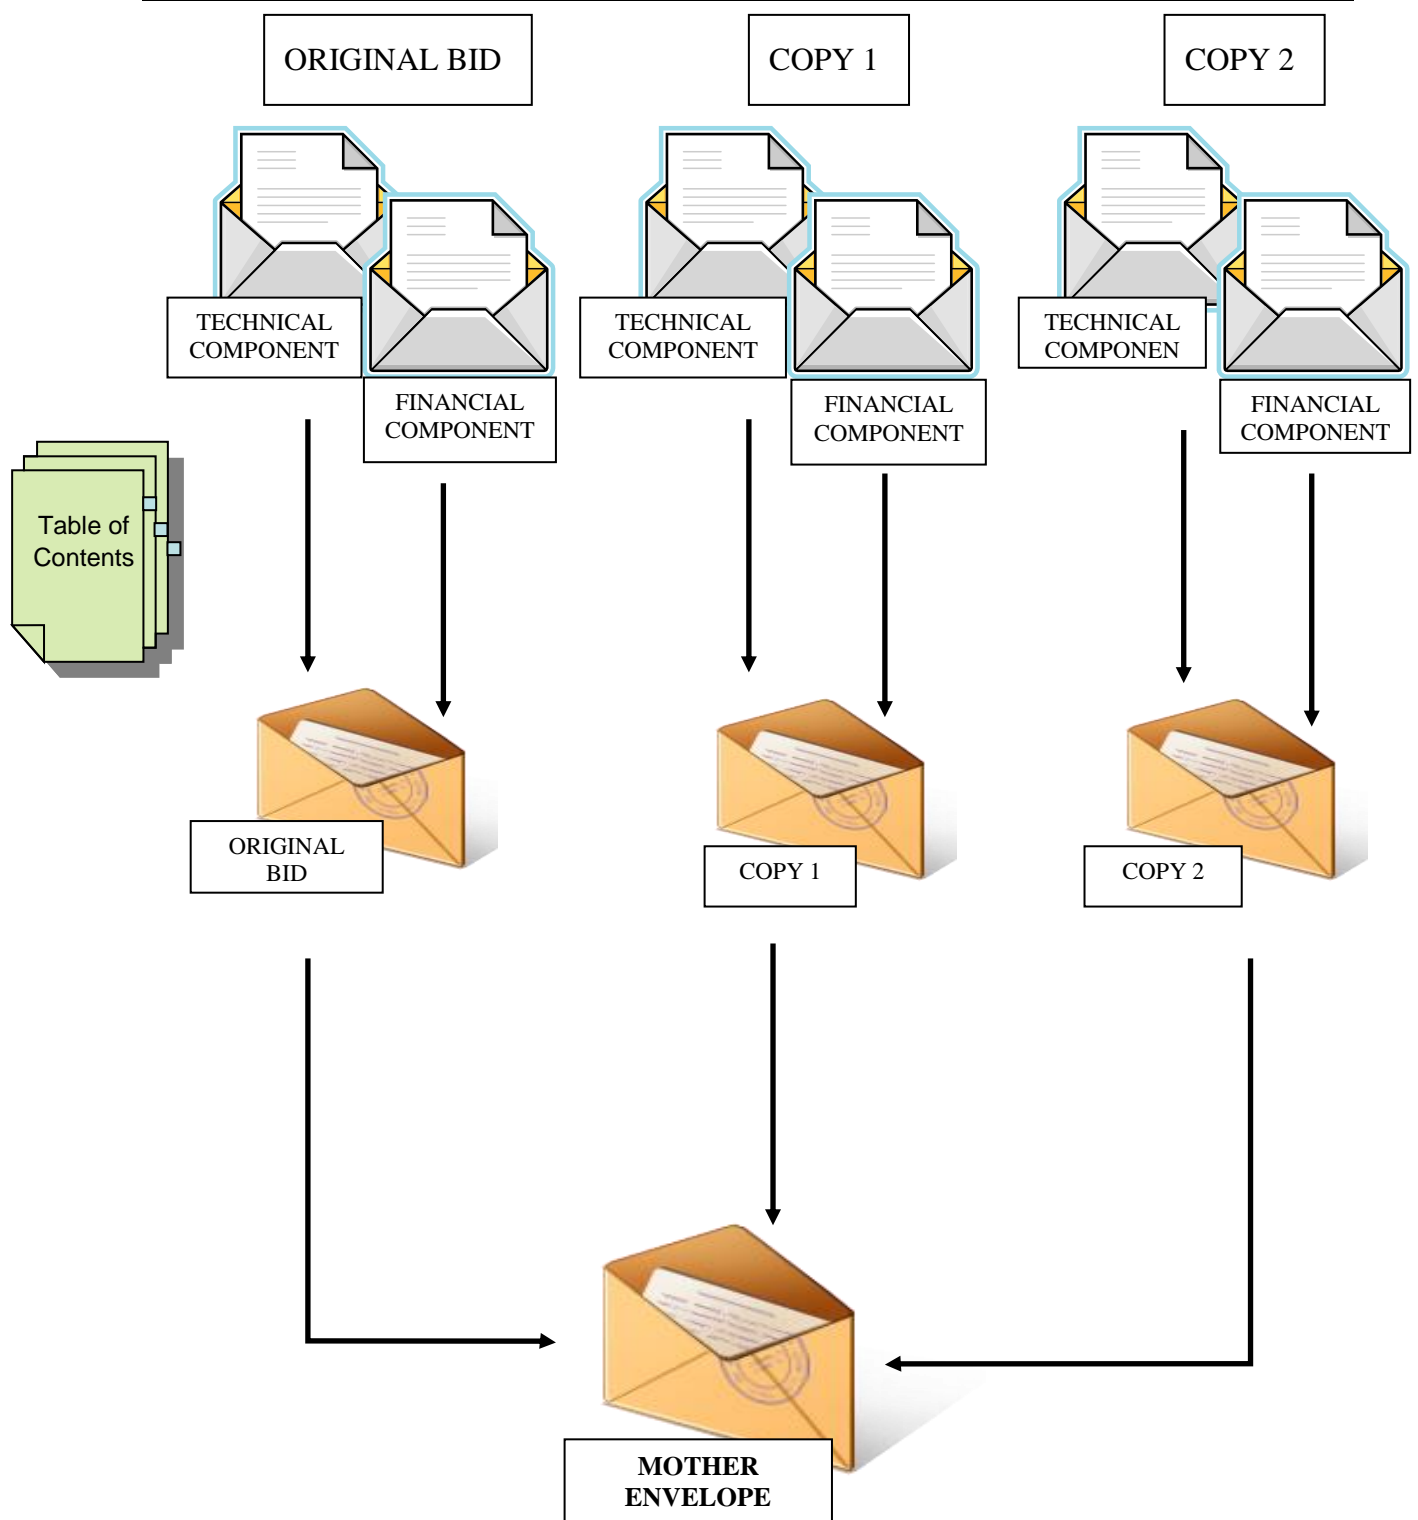 ORIGINAL BID
COPY 1
COPY 2
TECHNICAL
COMPONENT
FINANCIAL
COMPONENT
TECHNICAL
COMPONENT
FINANCIAL
COMPONENT
TECHNICAL
COMPONEN
FINANCIAL
COMPONENT
Table of
Contents
ORIGINAL
BID
COPY 1
COPY 2
MOTHER
ENVELOPE